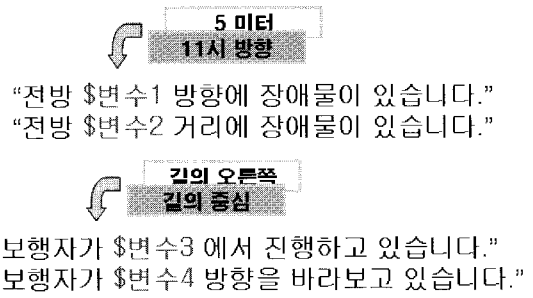 5 미터
11시 방향
“전방 $변수1 방향에 장애물이 있습니다.”
“전방 $변수2 거리에 장애물이 있습니다.”
길의 오른쪽
길의 중심
보행자가 $변수3 에서 진행하고 있습니다.”
보행자가 $변수4 방향을 바라보고 있습니다.”